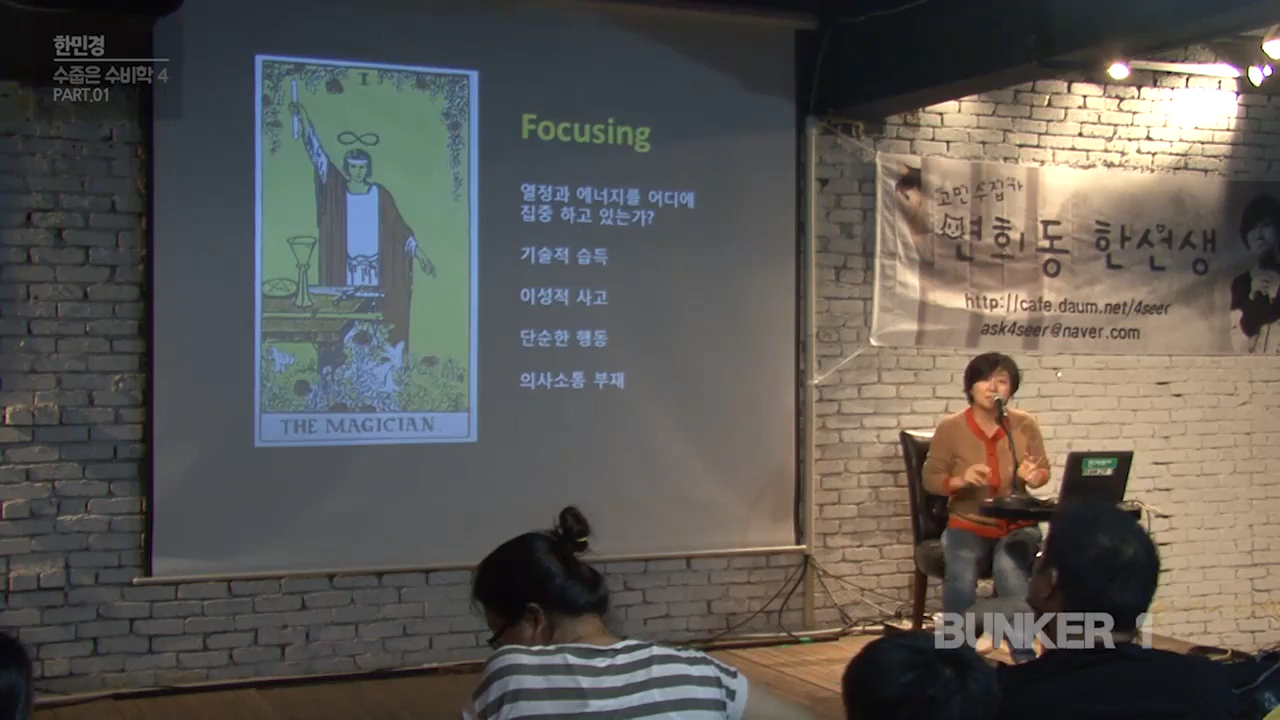 한민경
수줍은 수비학 4
PART.01
I
THE MAGICIAN.
Focusing
열정과 에너지를 어디에
집중 하고 있는가?
기술적 습득
이성적 사고
단순한 행동
의사소통 부재
고민 수집가
연희동 한선생
http://cafe.daum.net/4seer
ask4seer@naver.com
BUNKER 1